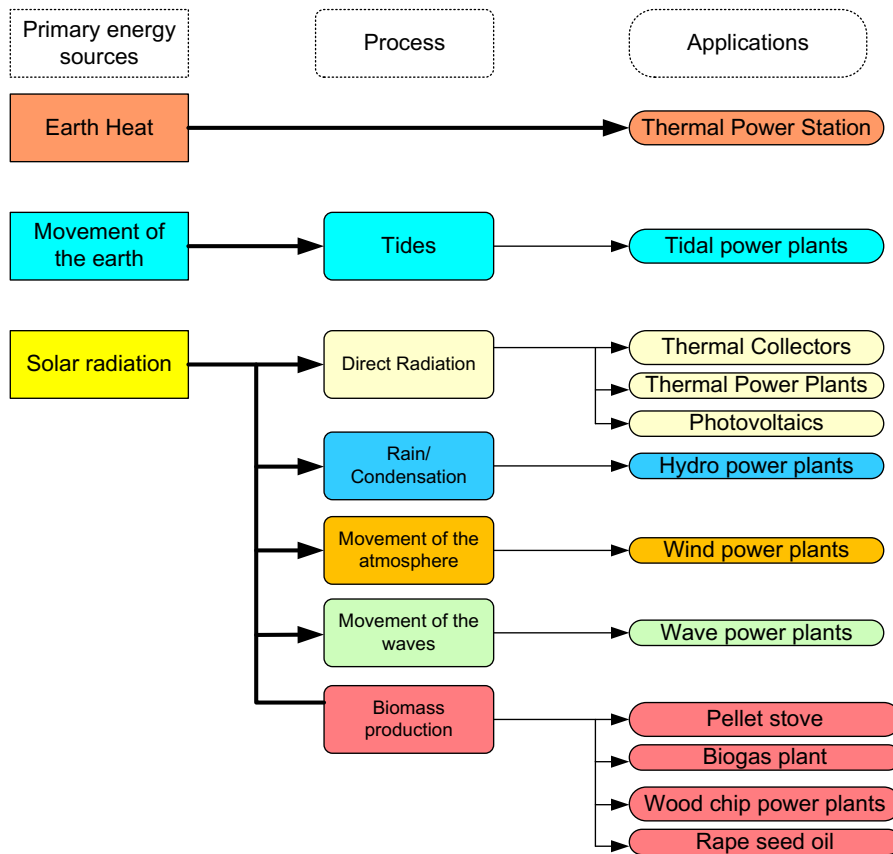 Primary energy
sources
Process
Applications
Earth Heat
Thermal Power Station
Movement of
the earth
Tides
Tidal power plants
Solar radiation
Direct Radiation
Thermal Collectors
Thermal Power Plants
Photovoltaics
Rain/
Condensation
Hydro power plants
Movement of the
atmosphere
Wind power plants
Movement of the
waves
Wave power plants
Biomass
production
Pellet stove
Biogas plant
Wood chip power plants
Rape seed oil